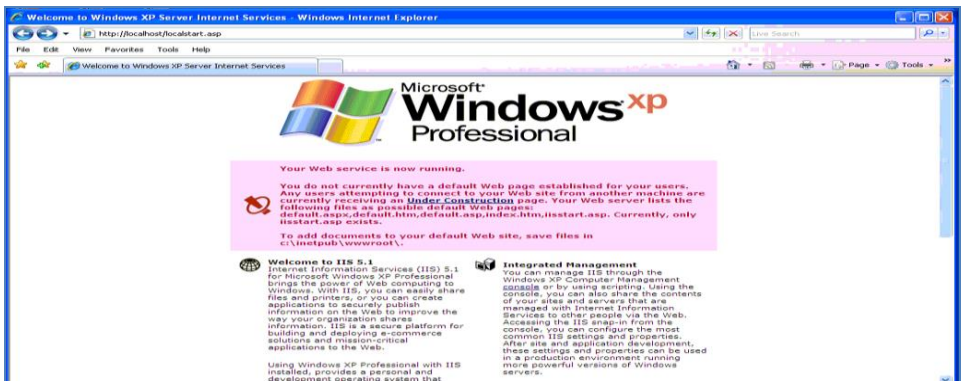 Welcome to Windows XP Server Internet Services - Windows Internet Explorer
http://localhost/localstart.asp
Live Search
File Edit View Favorites Tools Help
Welcome to Windows XP Server Internet Services
Page
Tools
Microsoft
Windows xp
Professional
Your Web service is now running.
You do not currently have a default Web page established for your users.
Any users attempting to connect to your Web site from another machine are
currently receiving an Under Construction page. Your Web server lists the
following files as possible default Web pages:
default.aspx,default.htm,default.asp,index.htm,iisstart.asp. Currently, only
iisstart.asp exists.
To add documents to your default Web site, save files in
c:\inetpub\wwwroot\.
Welcome to IIS 5.1
Internet Information Services (IIS) 5.1
for Microsoft Windows XP Professional
brings the power of Web computing to
Windows. With IIS, you can easily share
files and printers, or you can create
applications to securely publish
information on the Web to improve the
way your organization shares
information. IIS is a secure platform for
building and deploying e-commerce
solutions and mission-critical
applications to the Web.
Using Windows XP Professional with IIS
installed, provides a personal and
development operating system that
Integrated Management
You can manage IIS through the
Windows XP Computer Management
console or by using scripting. Using the
console, you can also share the contents
of your sites and servers that are
managed with Internet Information
Services to other people via the Web.
Accessing the IIS snap-in from the
console, you can configure the most
common IIS settings and properties.
After site and application development,
these settings and properties can be used
in a production environment running
more powerful versions of Windows
servers.